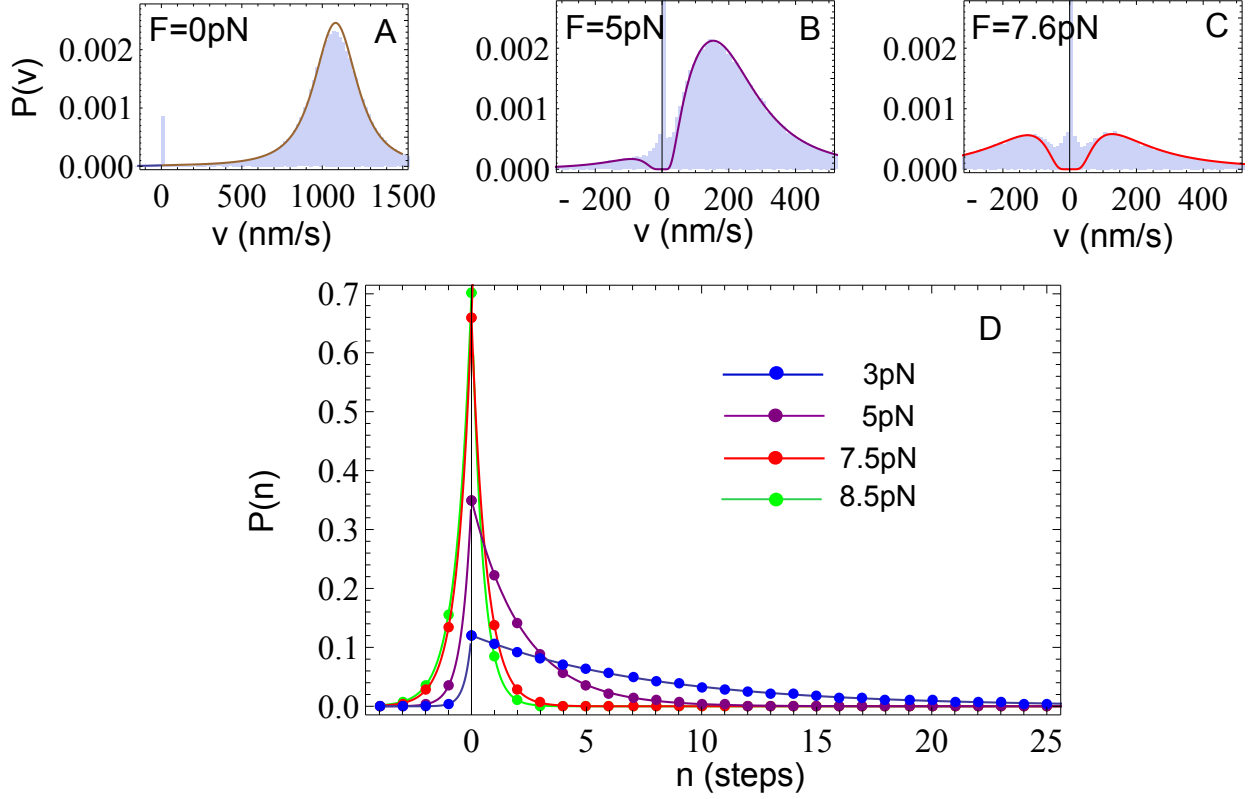 F=0pN
A
P(v)
0.002
0.001
0.000
0
500
1000
1500
v (nm/s)
F=5pN
B
0.002
0.001
0.000
- 200
0
200
400
v (nm/s)
F=7.6pN
C
0.002
0.001
0.000
- 200
0
200
400
v (nm/s)
D
P(n)
0.7
0.6
0.5
0.4
0.3
0.2
0.1
0.0
3pN
5pN
7.5pN
8.5pN
0
5
10
15
20
25
n (steps)